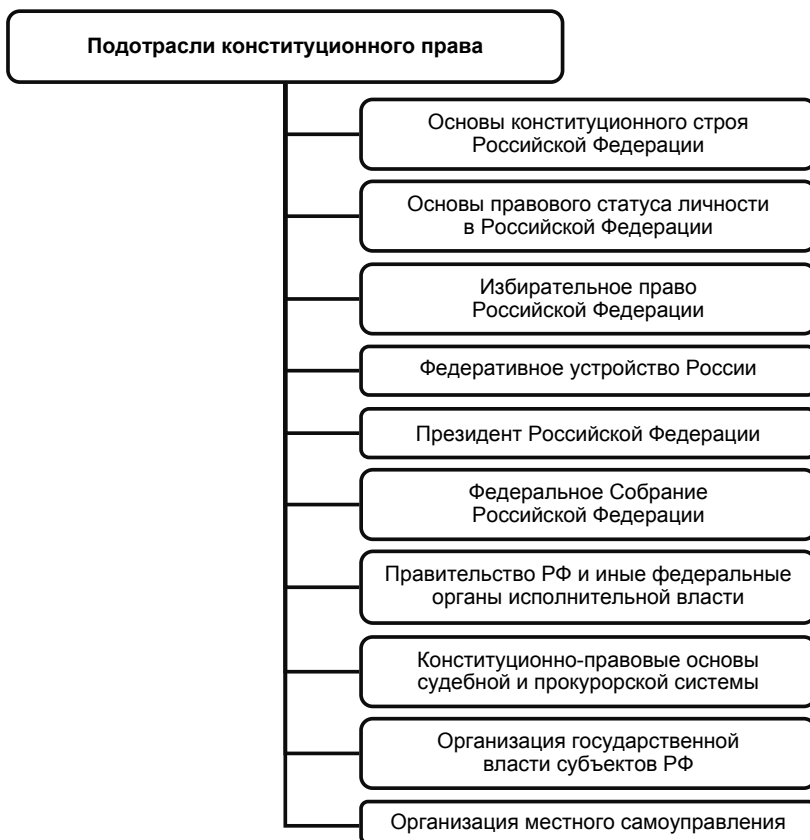 Подотрасли конституционного права
Основы конституционного строя
Российской Федерации
Основы правового статуса личности
в Российской Федерации
Избирательное право
Российской Федерации
Федеративное устройство России
Президент Российской Федерации
Федеральное Собрание
Российской Федерации
Правительство РФ и иные федеральные
органы исполнительной власти
Конституционно-правовые основы
судебной и прокурорской системы
Организация государственной
власти субъектов РФ
Организация местного самоуправления